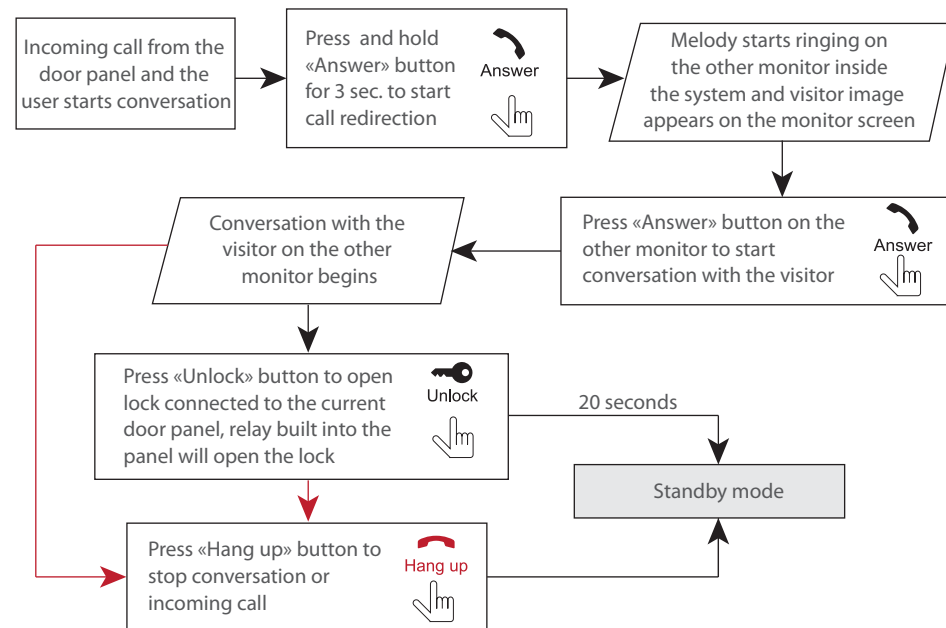 Incoming call from the
door panel and the
user starts conversation
Press and hold
«Answer» button
for 3 sec. to start
call redirection
Answer
Melody starts ringing on
the other monitor inside
the system and visitor image
appears on the monitor screen
Press «Answer» button on the
other monitor to start
conversation with the visitor
Answer
Conversation with the
visitor on the other
monitor begins
Press «Unlock» button to open
lock connected to the current
door panel, relay built into the
panel will open the lock
Unlock
20 seconds
Standby mode
Press «Hang up» button to
stop conversation or
incoming call
Hang up